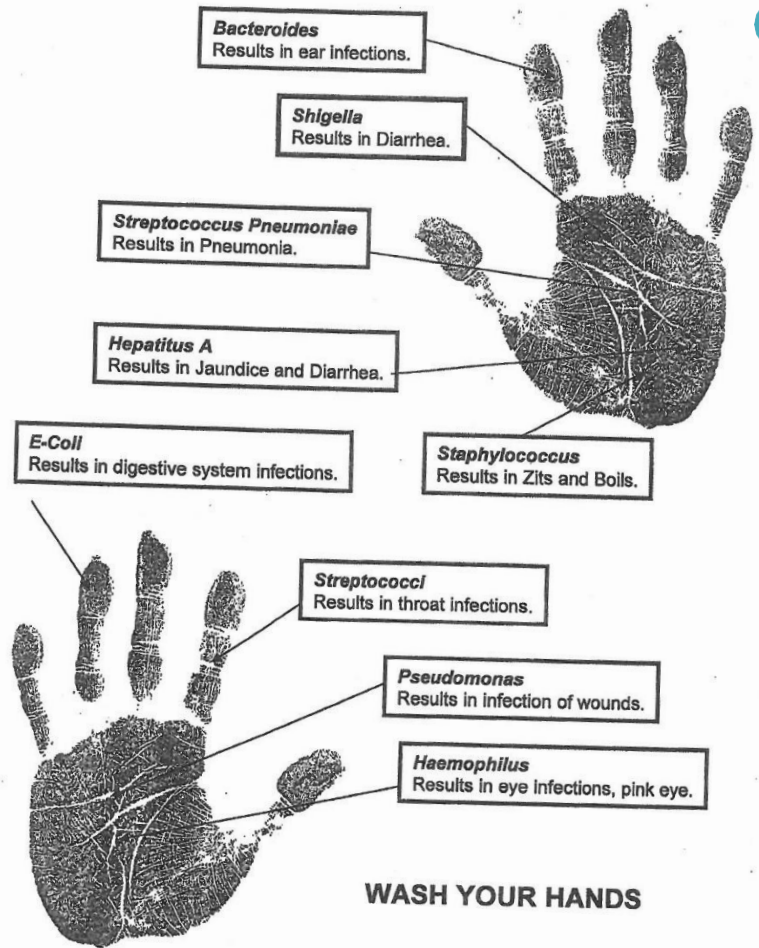 Bacteroides
Results in ear infections.
Shigella
Results in Diarrhea.
Streptococcus Pneumoniae
Results in Pneumonia.
Hepatitus A
Results in Jaundice and Diarrhea.
E-Coli
Results in digestive system infections.
Staphylococcus
Results in Zits and Boils.
Streptococci
Results in throat infections.
Pseudomonas
Results in infection of wounds.
Haemophilus
Results in eye infections, pink eye.
WASH YOUR HANDS